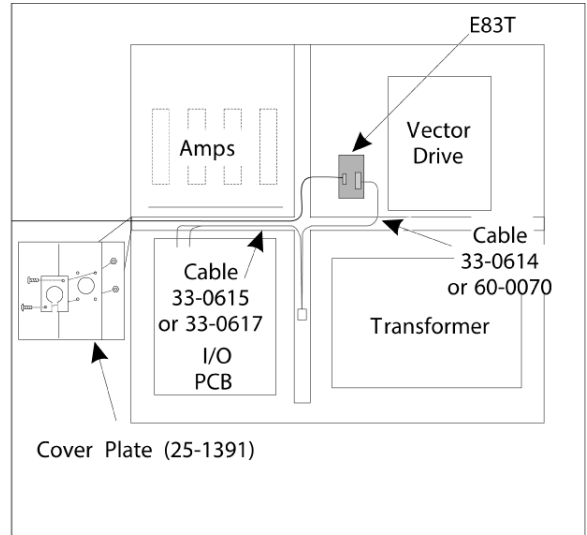 E83T
Amps
Vector
Drive
Cable
33-0614
or 60-0070
Cable
33-0615
or 33-0617
I/O
PCB
Transformer
Cover Plate (25-1391)